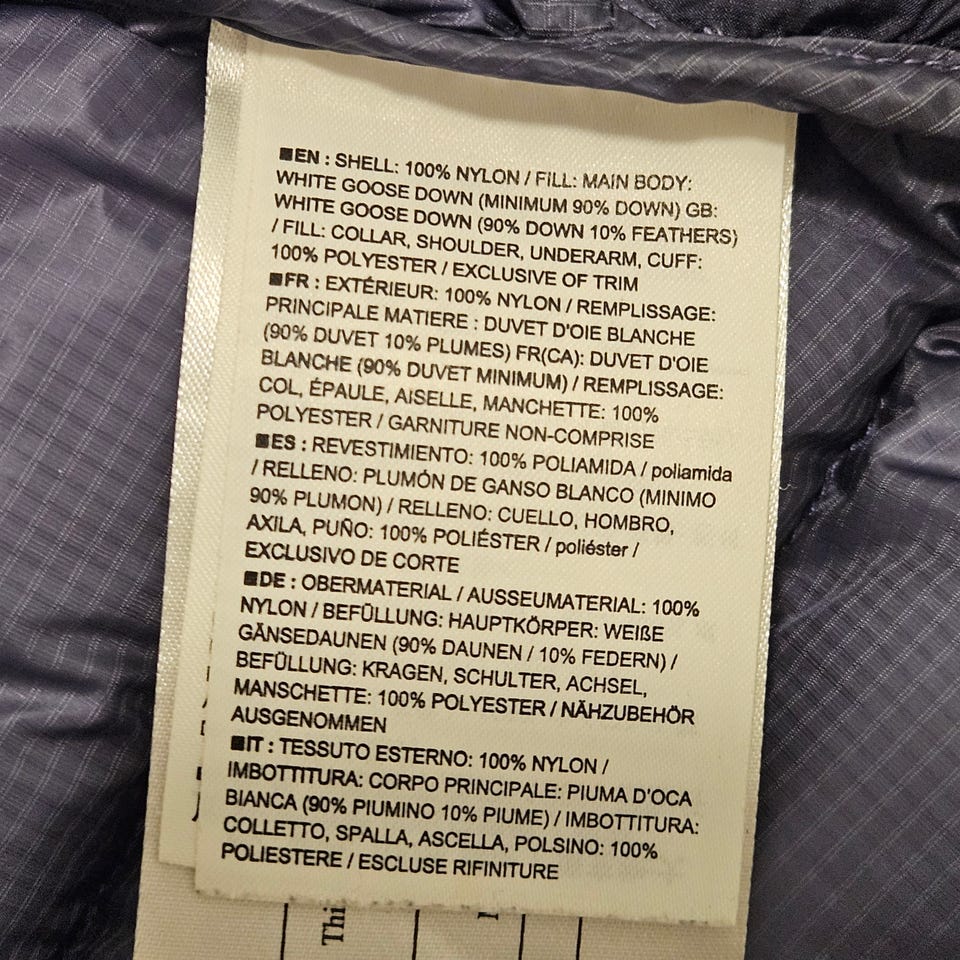 ■EN : SHELL: 100% NYLON / FILL: MAIN BODY:
WHITE GOOSE DOWN (MINIMUM 90% DOWN) GB:
WHITE GOOSE DOWN (90% DOWN 10% FEATHERS)
/ FILL: COLLAR, SHOULDER, UNDERARM, CUFF:
100% POLYESTER / EXCLUSIVE OF TRIM
■FR : EXTÉRIEUR: 100% NYLON / REMPLISSAGE:
PRINCIPALE MATIERE : DUVET D'OIE BLANCHE
(90% DUVET 10% PLUMES) FR(CA): DUVET D'OIE
BLANCHE (90% DUVET MINIMUM) / REMPLISSAGE:
COL, ÉPAULE, AISELLE, MANCHETTE: 100%
POLYESTER / GARNITURE NON-COMPRISE
■ES : REVESTIMIENTO: 100% POLIAMIDA / poliamida
/ RELLENO: PLUMÓN DE GANSO BLANCO (MINIMO
90% PLUMON) / RELLENO: CUELLO, HOMBRO,
AXILA, PUÑO: 100% POLIÉSTER / poliéster /
EXCLUSIVO DE CORTE
■DE : OBERMATERIAL / AUSSEUMATERIAL: 100%
NYLON / BEFÜLLUNG: HAUPTKÖRPER: WEIßE
GÄNSEDAUNEN (90% DAUNEN / 10% FEDERN) /
BEFÜLLUNG: KRAGEN, SCHULTER, ACHSEL,
MANSCHETTE: 100% POLYESTER / NÄHZUBEHÖR
AUSGENOMMEN
■IT : TESSUTO ESTERNO: 100% NYLON /
IMBOTTITURA: CORPO PRINCIPALE: PIUMA D'OCA
BIANCA (90% PIUMINO 10% PIUME) / IMBOTTITURA:
COLLETTO, SPALLA, ASCELLA, POLSINO: 100%
POLIESTERE / ESCLUSE RIFINITURE
Thi